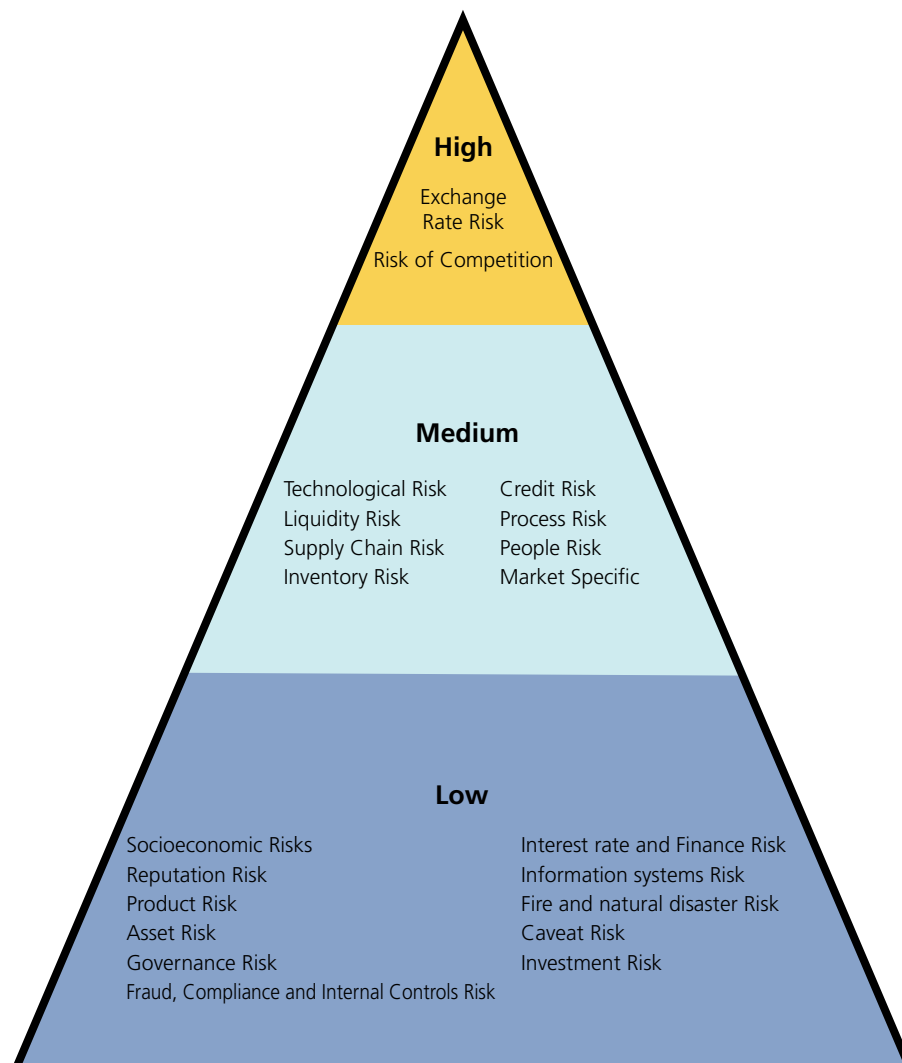 High
Exchange
Rate Risk
Risk of Competition
Medium
Technological Risk
Liquidity Risk
Supply Chain Risk
Inventory Risk
Credit Risk
Process Risk
People Risk
Market Specific
Low
Socioeconomic Risks
Reputation Risk
Product Risk
Asset Risk
Governance Risk
Fraud, Compliance and Internal Controls Risk
Interest rate and Finance Risk
Information systems Risk
Fire and natural disaster Risk
Caveat Risk
Investment Risk